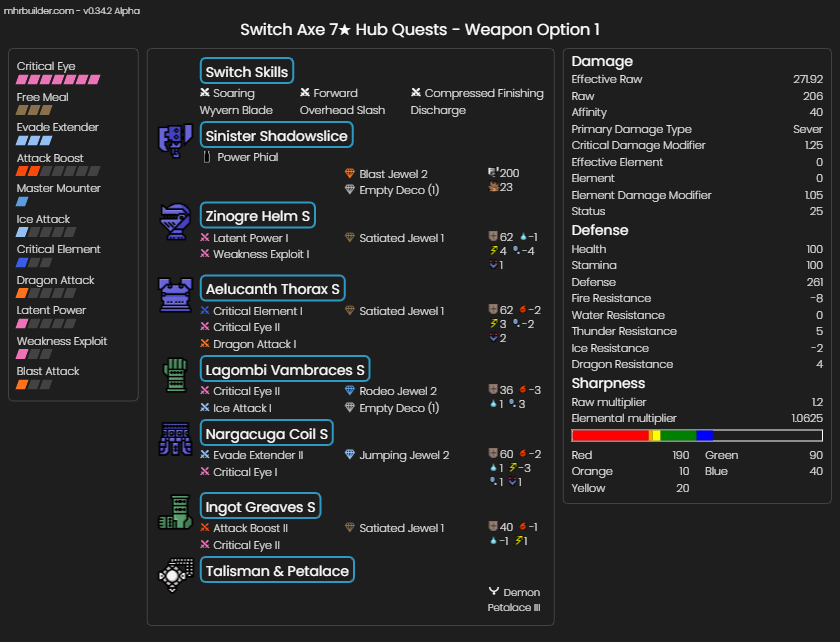 mhrbuilder.com - v0.34.2 Alpha
Switch Axe 7★ Hub Quests - Weapon Option 1
Critical Eye
Free Meal
Evade Extender
Attack Boost
Master Mounter
Ice Attack
Critical Element
Dragon Attack
Latent Power
Weakness Exploit
Blast Attack
Switch Skills
Soaring Wyvern Blade
Forward Overhead Slash
Compressed Finishing Discharge
Sinister Shadowslice
Power Phial
Blast Jewel 2
Empty Deco (1)
200
23
Zinogre Helm S
Latent Power I
Weakness Exploit I
Satiated Jewel 1
62 -1
4 -4
1
Aelucanth Thorax S
Critical Element I
Critical Eye II
Dragon Attack I
Satiated Jewel 1
62 -2
3 -2
2
Lagombi Vambraces S
Critical Eye II
Ice Attack I
Rodeo Jewel 2
Empty Deco (1)
36 -3
1 3
Nargacuga Coil S
Evade Extender II
Critical Eye I
Jumping Jewel 2
60 -2
1 -3
1 1
Ingot Greaves S
Attack Boost II
Critical Eye II
Satiated Jewel 1
40 -1
-1 1
Talisman & Petalace
Demon
Petalace III
Damage
Effective Raw 271.92
Raw 206
Affinity 40
Primary Damage Type Sever
Critical Damage Modifier 1.25
Effective Element 0
Element 0
Element Damage Modifier 1.05
Status 25
Defense
Health 100
Stamina 100
Defense 261
Fire Resistance -8
Water Resistance 0
Thunder Resistance 5
Ice Resistance -2
Dragon Resistance 4
Sharpness
Raw multiplier 1.2
Elemental multiplier 1.0625
Red 190 Green 90
Orange 10 Blue 40
Yellow 20